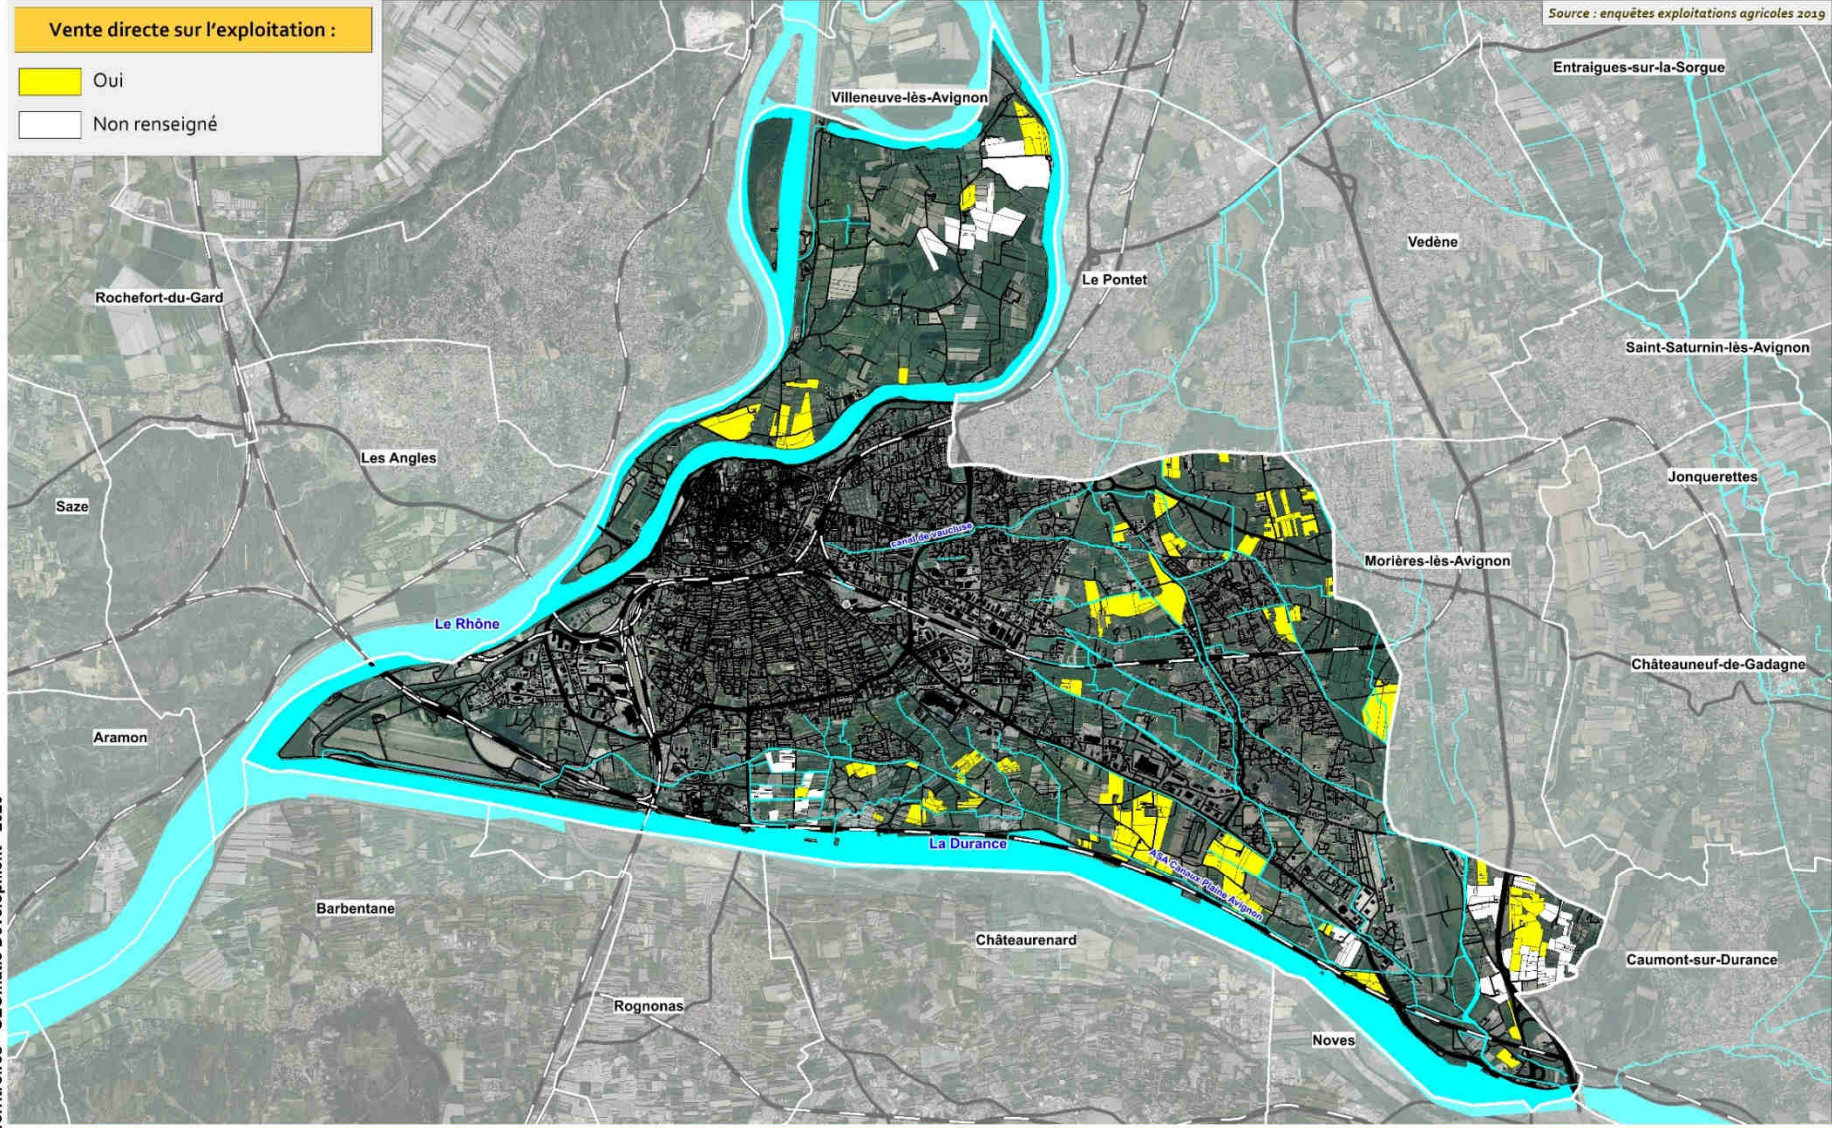 Vente directe sur l'exploitation :
Oui
Non renseigné
Source : enquêtes exploitations agricoles 2019
Entraigues-sur-la-Sorgue
Villeneuve-lès-Avignon
Vedène
Le Pontet
Rochefort-du-Gard
Saint-Saturnin-lès-Avignon
Les Angles
Jonquerettes
Saze
canal de vaucluse
Morières-lès-Avignon
Le Rhône
Châteauneuf-de-Gadagne
Aramon
La Durance
ASA Canaux Plaine Avignon
Barbentane
Châteaurenard
Caumont-sur-Durance
Rognonas
Noves